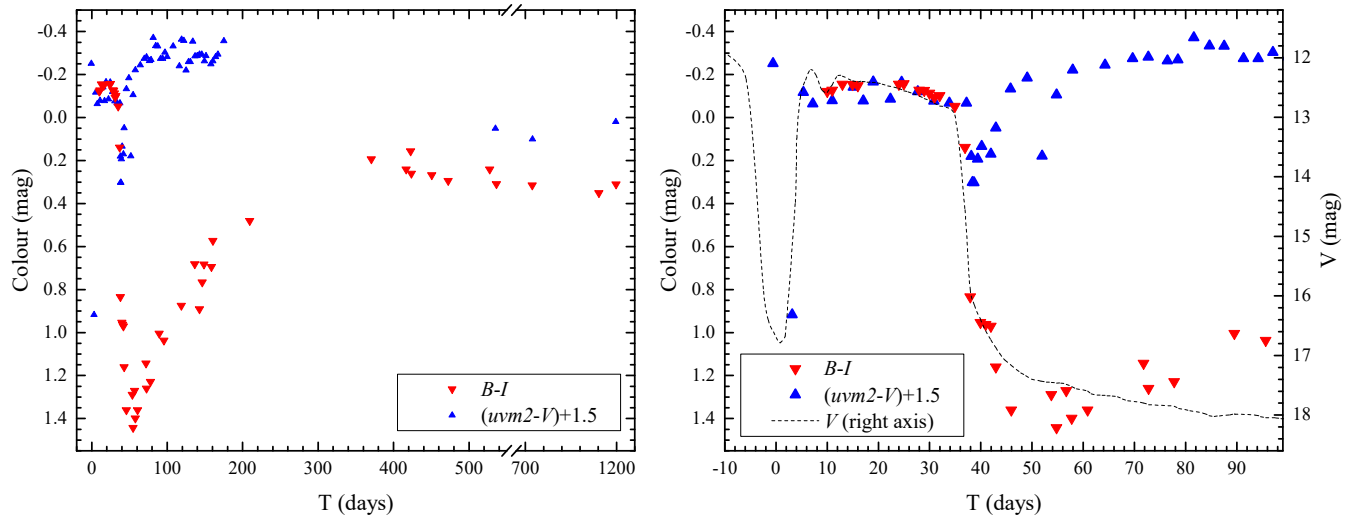 -0.4
-0.2
0.0
0.2
0.4
0.6
0.8
1.0
1.2
1.4
Colour (mag)
0 100 200 300 400 500 700 1200
T (days)
B-I
(uvm2-V)+1.5
-0.4
-0.2
0.0
0.2
0.4
0.6
0.8
1.0
1.2
1.4
Colour (mag)
-10 0 10 20 30 40 50 60 70 80 90
T (days)
B-I
(uvm2-V)+1.5
V (right axis)
12
13
14
15
16
17
18
V (mag)